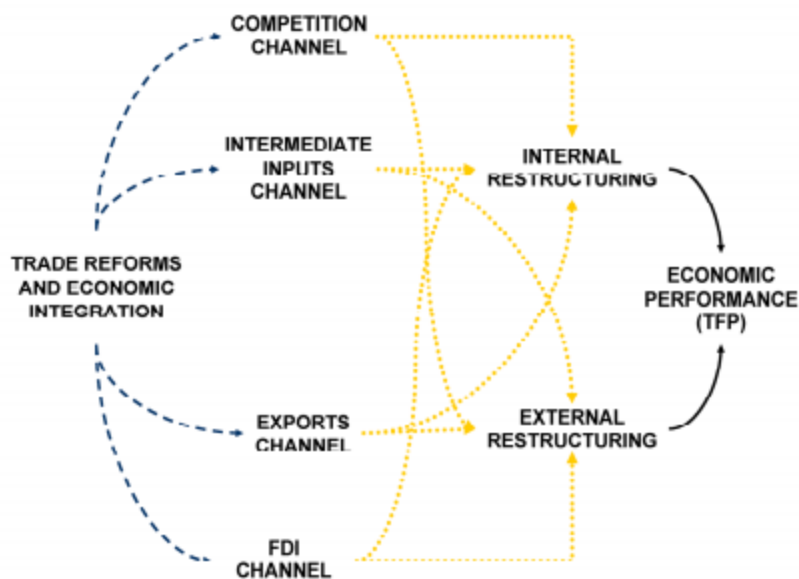 COMPETITION
CHANNEL
INTERMEDIATE
INPUTS
CHANNEL
INTERNAL
RESTRUCTURING
TRADE REFORMS
AND ECONOMIC
INTEGRATION
ECONOMIC
PERFORMANCE
(TFP)
EXPORTS
CHANNEL
EXTERNAL
RESTRUCTURING
FDI
CHANNEL